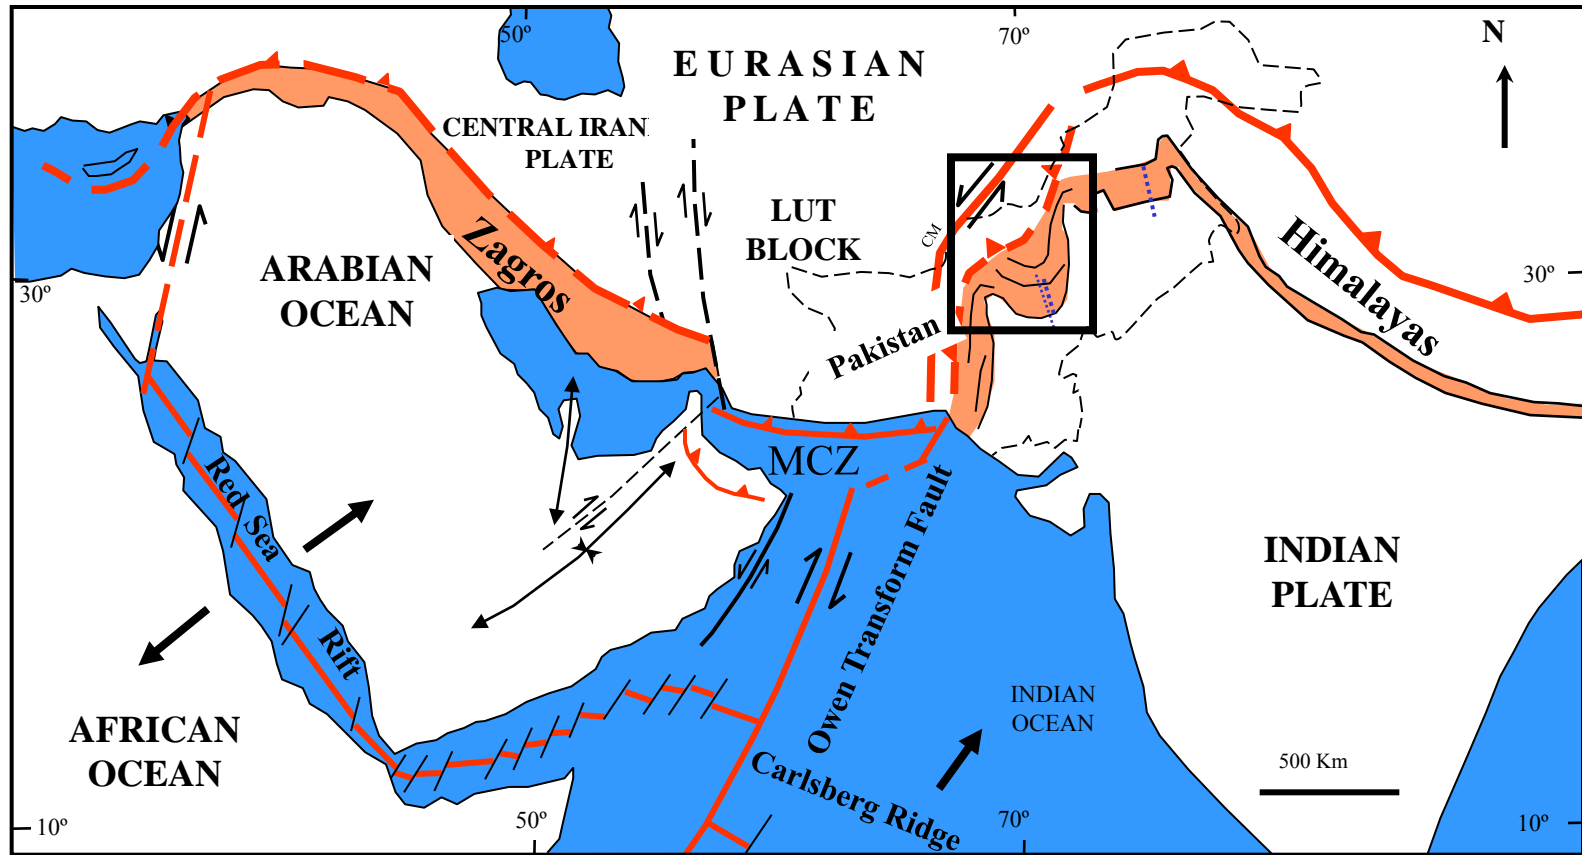 50º
70º
N
EURASIAN
PLATE
CENTRAL IRAN
PLATE
LUT
BLOCK
CM
Zagros
ARABIAN
OCEAN
Himalayas
30º
30º
Pakistan
MCZ
Red Sea
Rift
Owen Transform Fault
INDIAN
PLATE
INDIAN
OCEAN
AFRICAN
OCEAN
Carlsberg Ridge
500 Km
10º
50º
70º
10º